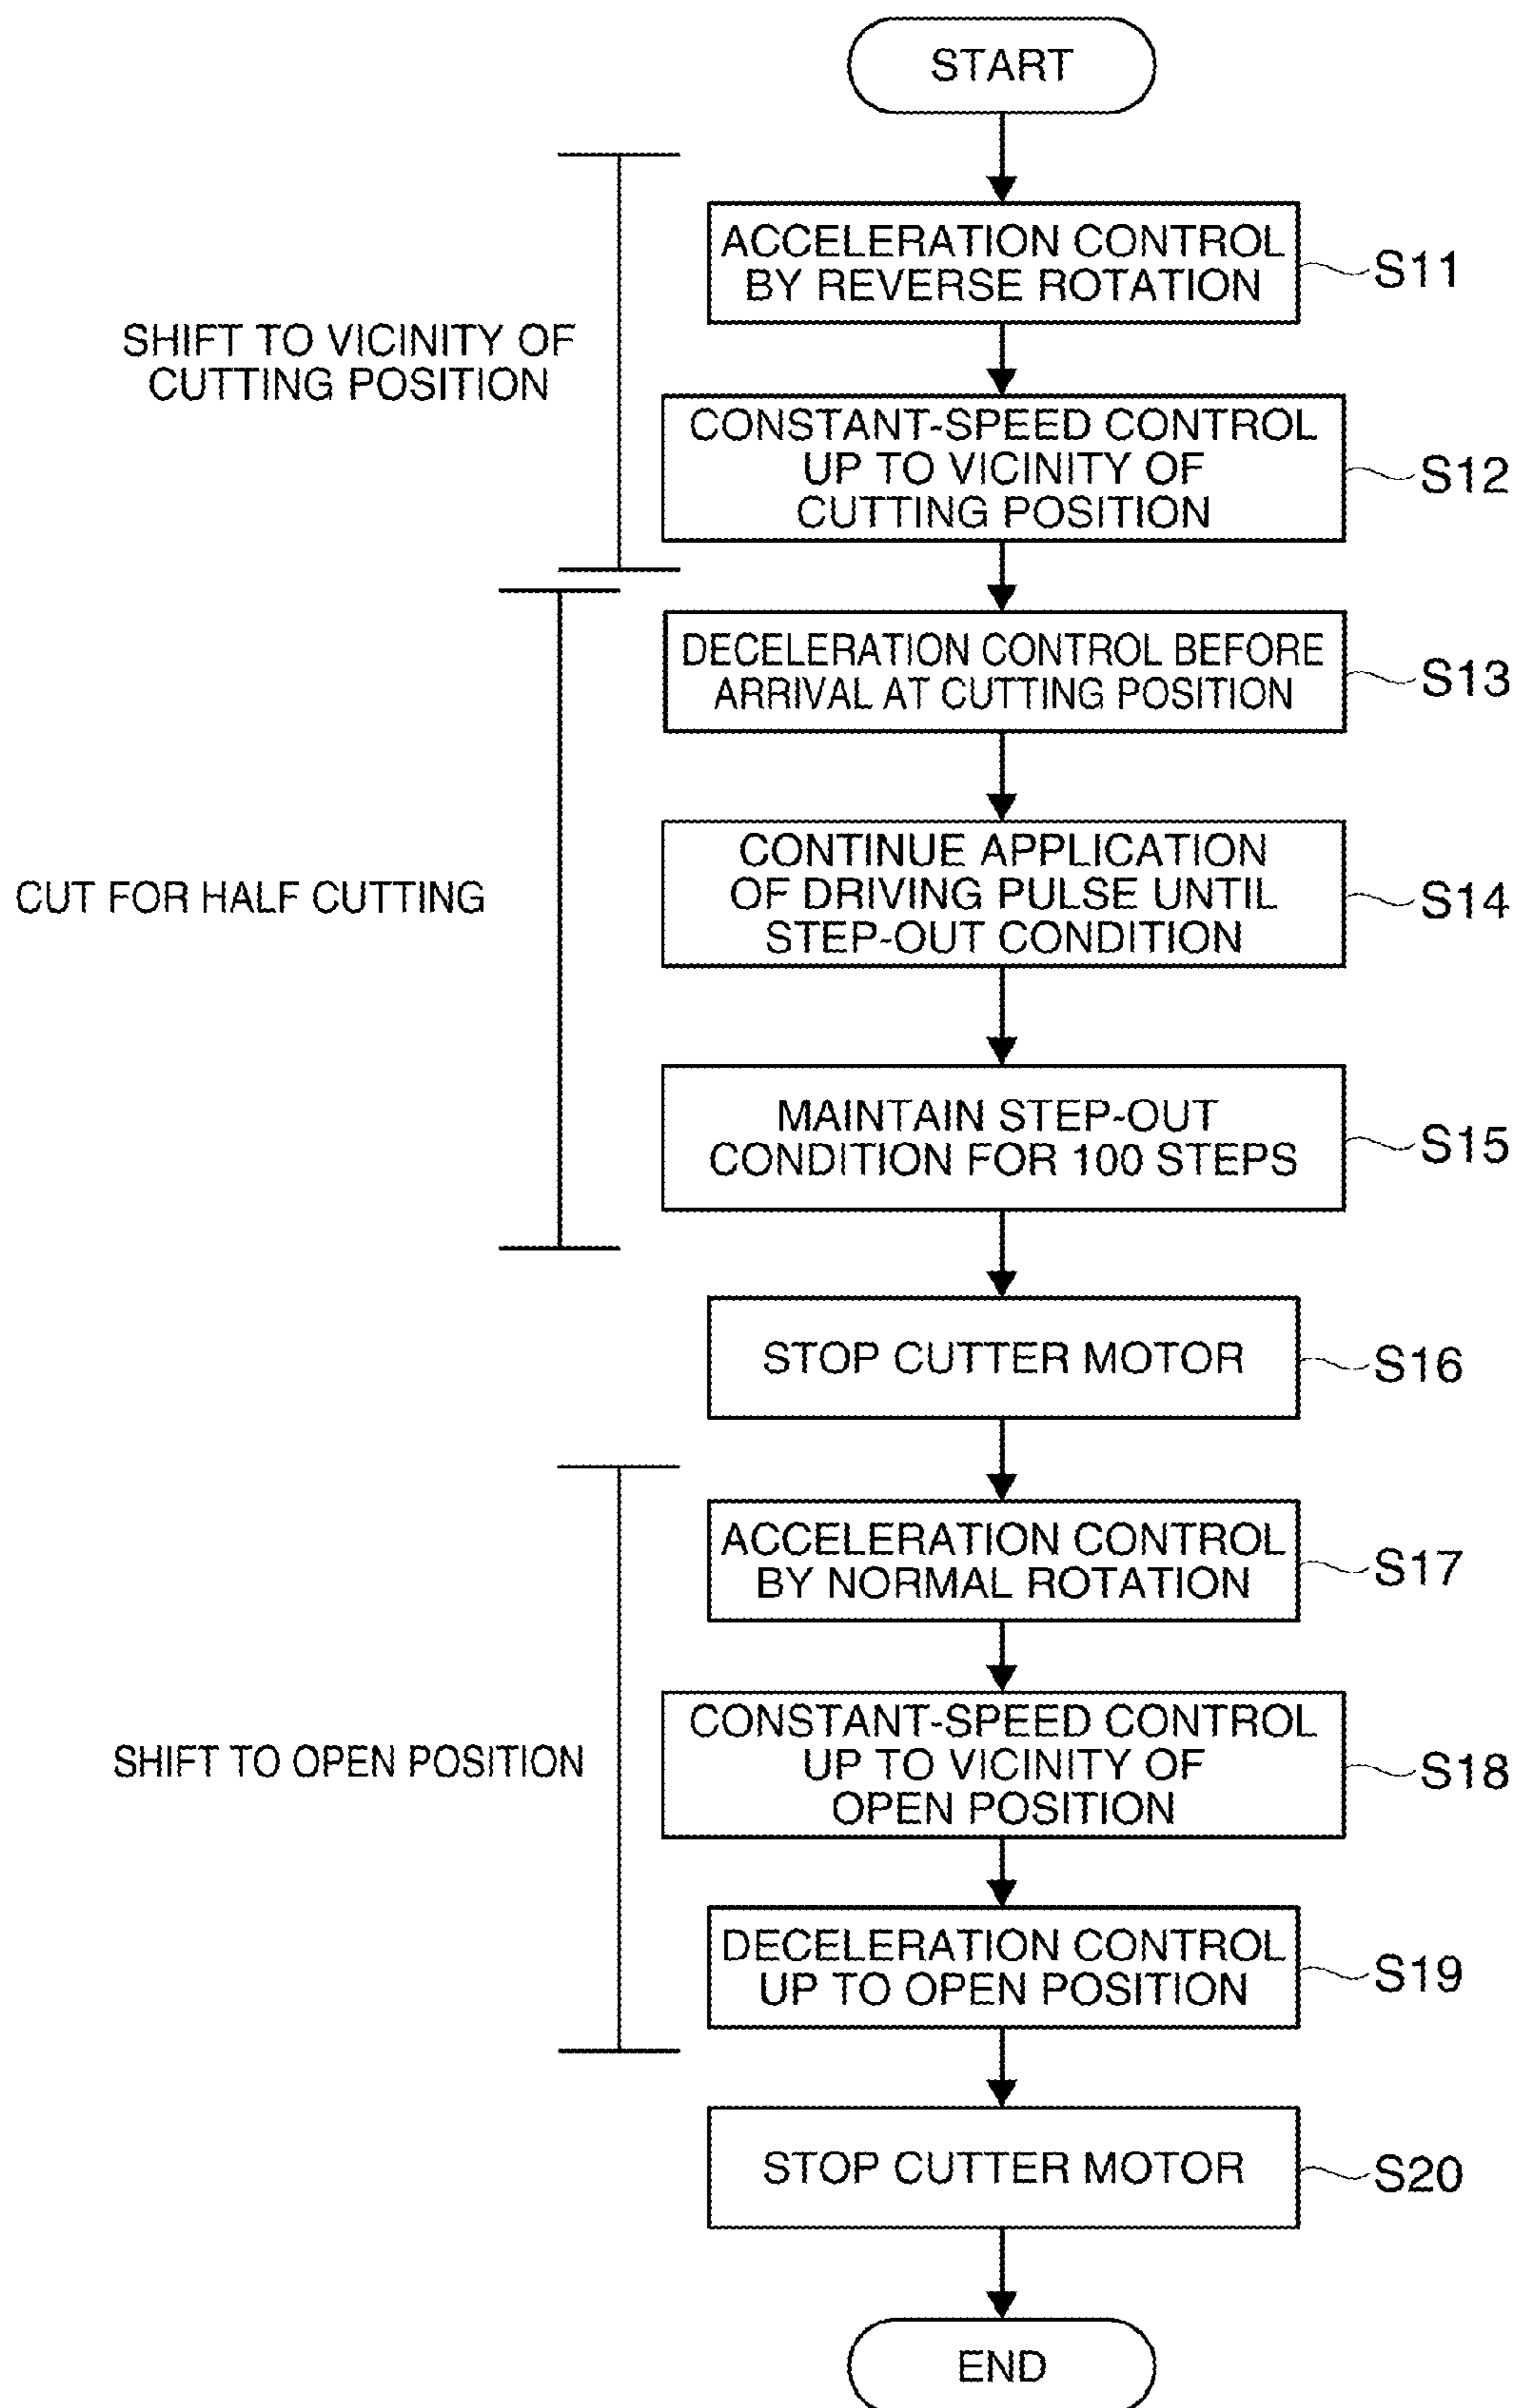 START
ACCELERATION CONTROL
BY REVERSE ROTATION
S11
SHIFT TO VICINITY OF
CUTTING POSITION
CONSTANT-SPEED CONTROL
UP TO VICINITY OF
CUTTING POSITION
S12
DECELERATION CONTROL BEFORE
ARRIVAL AT CUTTING POSITION
S13
CUT FOR HALF CUTTING
CONTINUE APPLICATION
OF DRIVING PULSE UNTIL
STEP-OUT CONDITION
S14
MAINTAIN STEP-OUT
CONDITION FOR 100 STEPS
S15
STOP CUTTER MOTOR
S16
ACCELERATION CONTROL
BY NORMAL ROTATION
S17
SHIFT TO OPEN POSITION
CONSTANT-SPEED CONTROL
UP TO VICINITY OF
OPEN POSITION
S18
DECELERATION CONTROL
UP TO OPEN POSITION
S19
STOP CUTTER MOTOR
S20
END